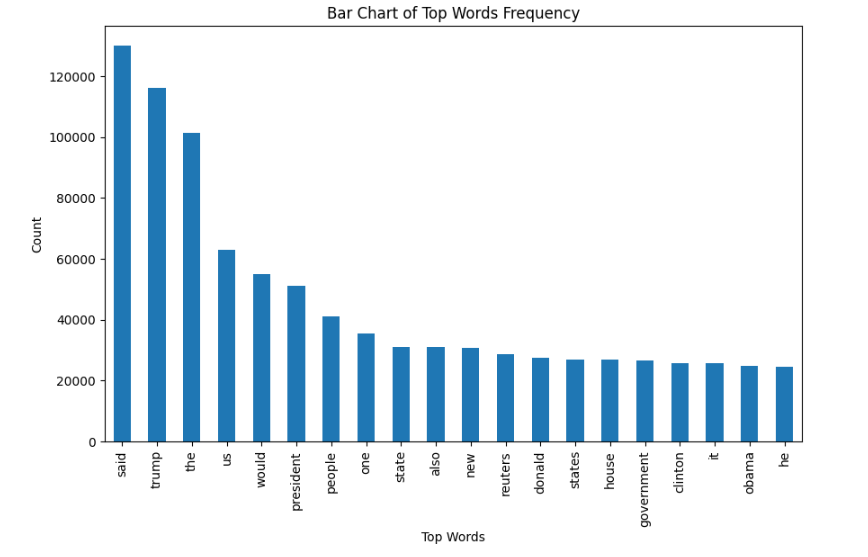 Bar Chart of Top Words Frequency
120000
100000
80000
60000
40000
20000
0
Count
said
trump
the
us
would
president
people
one
state
also
new
reuters
donald
states
house
government
clinton
it
obama
he
Top Words